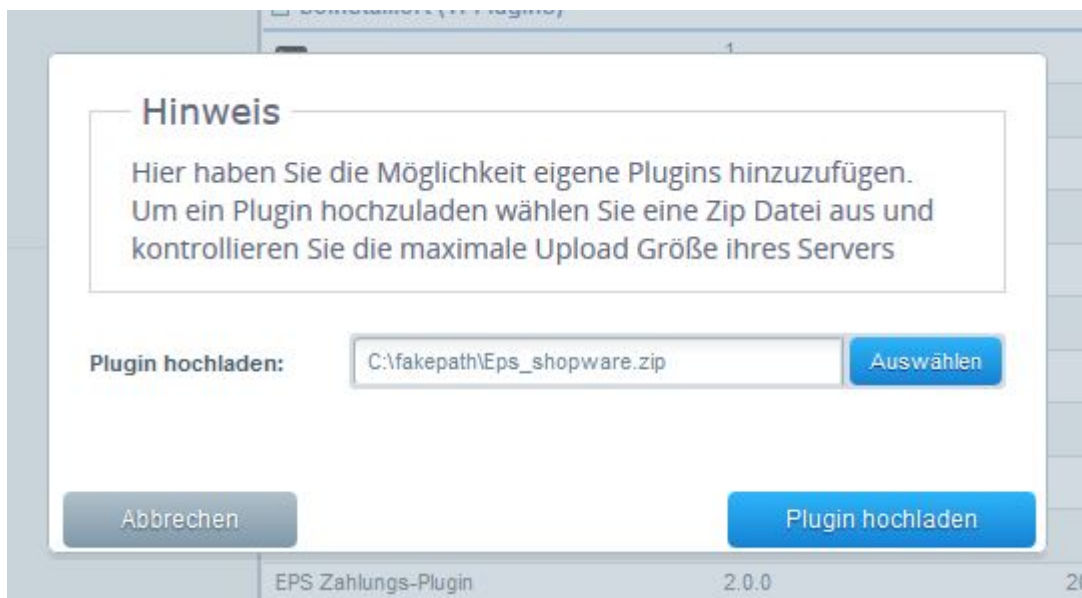 1
Hinweis
Hier haben Sie die Möglichkeit eigene Plugins hinzuzufügen.
Um ein Plugin hochzuladen wählen Sie eine Zip Datei aus und
kontrollieren Sie die maximale Upload Größe ihres Servers
Plugin hochladen: C:\fakepath\Eps_shopware.zip Auswählen
Abbrechen Plugin hochladen
EPS Zahlungs-Plugin 2.0.0